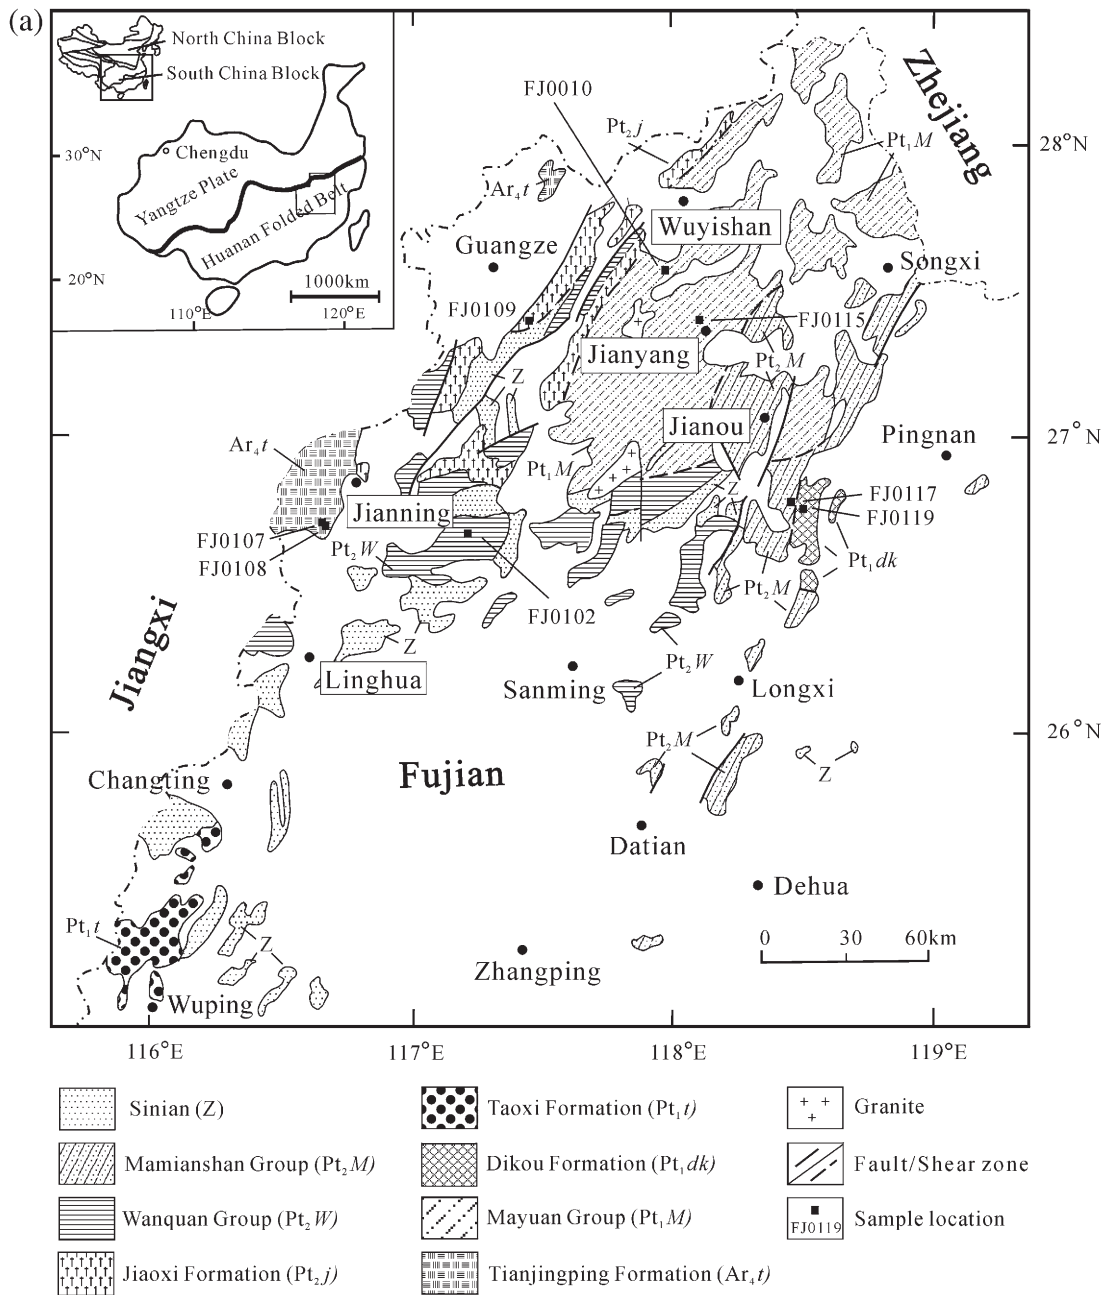 (a)
North China Block
South China Block
Chengdu
Yangtze Plate
Huanan Folded Belt
1000km
30°N
20°N
110°E
120°E
Zhejiang
FJ0010
Pt₂j
Pt₁M
28°N
Ar₄t
Wuyishan
Guangze
Songxi
FJ0109
FJ0115
Jianyang
Z
Pt₂M
Jianou
Pingnan
27°N
Ar₄t
Pt₁M
Z
FJ0117
FJ0119
Jianning
FJ0107
FJ0108
Pt₂W
Pt₁dk
Pt₂M
Pt₂M
FJ0102
Jiangxi
Z
Linghua
Sanming
Pt₂W
Longxi
26°N
Pt₂M
Z
Changting
Fujian
Datian
Dehua
Pt₁t
Z
0 30 60km
Zhangping
Wuping
116°E
117°E
118°E
119°E
Sinian (Z)
Taoxi Formation (Pt₁t)
Granite
Mamianshan Group (Pt₂M)
Dikou Formation (Pt₁dk)
Fault/Shear zone
Wanquan Group (Pt₂W)
Mayuan Group (Pt₁M)
FJ0119
Sample location
Jiaoxi Formation (Pt₂j)
Tianjingping Formation (Ar₄t)